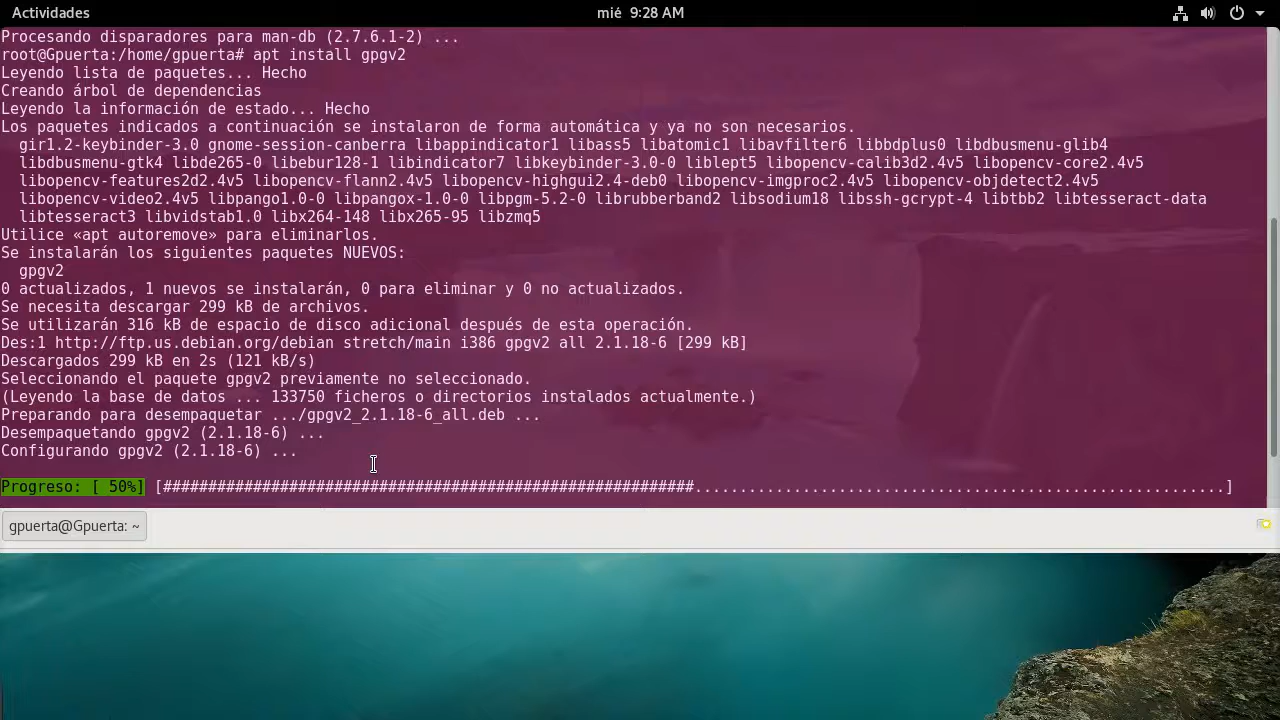 Actividades mié 9:28 AM
Procesando disparadores para man-db (2.7.6.1-2) ...
root@Gpuerta:/home/gpuerta# apt install gpgv2
Leyendo lista de paquetes... Hecho
Creando árbol de dependencias
Leyendo la información de estado... Hecho
Los paquetes indicados a continuación se instalaron de forma automática y ya no son necesarios.
gir1.2-keybinder-3.0 gnome-session-canberra libappindicator1 libass5 libatomic1 libavfilter6 libbdplus0 libdbusmenu-glib4
libdbusmenu-gtk4 libde265-0 libebur128-1 libindicator7 libkeybinder-3.0-0 liblept5 libopencv-calib3d2.4v5 libopencv-core2.4v5
libopencv-features2d2.4v5 libopencv-flann2.4v5 libopencv-highgui2.4-deb0 libopencv-imgproc2.4v5 libopencv-objdetect2.4v5
libopencv-video2.4v5 libpango1.0-0 libpangox-1.0-0 libpgm-5.2-0 librubberband2 libsodium18 libssh-gcrypt-4 libtbb2 libtesseract-data
libtesseract3 libvidstab1.0 libx264-148 libx265-95 libzmq5
Utilice «apt autoremove» para eliminarlos.
Se instalarán los siguientes paquetes NUEVOS:
gpgv2
0 actualizados, 1 nuevos se instalarán, 0 para eliminar y 0 no actualizados.
Se necesita descargar 299 kB de archivos.
Se utilizarán 316 kB de espacio de disco adicional después de esta operación.
Des:1 http://ftp.us.debian.org/debian stretch/main i386 gpgv2 all 2.1.18-6 [299 kB]
Descargados 299 kB en 2s (121 kB/s)
Seleccionando el paquete gpgv2 previamente no seleccionado.
(Leyendo la base de datos ... 133750 ficheros o directorios instalados actualmente.)
Preparando para desempaquetar .../gpgv2_2.1.18-6_all.deb ...
Desempaquetando gpgv2 (2.1.18-6) ...
Configurando gpgv2 (2.1.18-6) ...
Progreso: [ 50%] [###########################################################...........................................................]
gpuerta@Gpuerta: ~